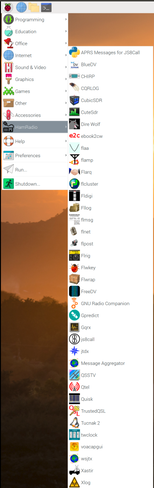 Programming
Education
Office
Internet
Sound & Video
Graphics
Games
Other
Accessories
HamRadio
Help
Preferences
Run...
Shutdown...
APRS Messages for JS8Call
BlueDV
CHIRP
CQRLOG
CubicSDR
CuteSdr
Dire Wolf
ebook2cw
flaa
flamp
Flarq
flcluster
Fldigi
Fllog
flmsg
flnet
flpost
Flrig
Flwkey
Flwrap
FreeDV
GNU Radio Companion
Gpredict
Gqrx
js8call
jtdx
Message Aggregator
QSSTV
Qtel
Quisk
TrustedQSL
Tucnak 2
twclock
voacapgui
wsjtx
Xastir
Xlog